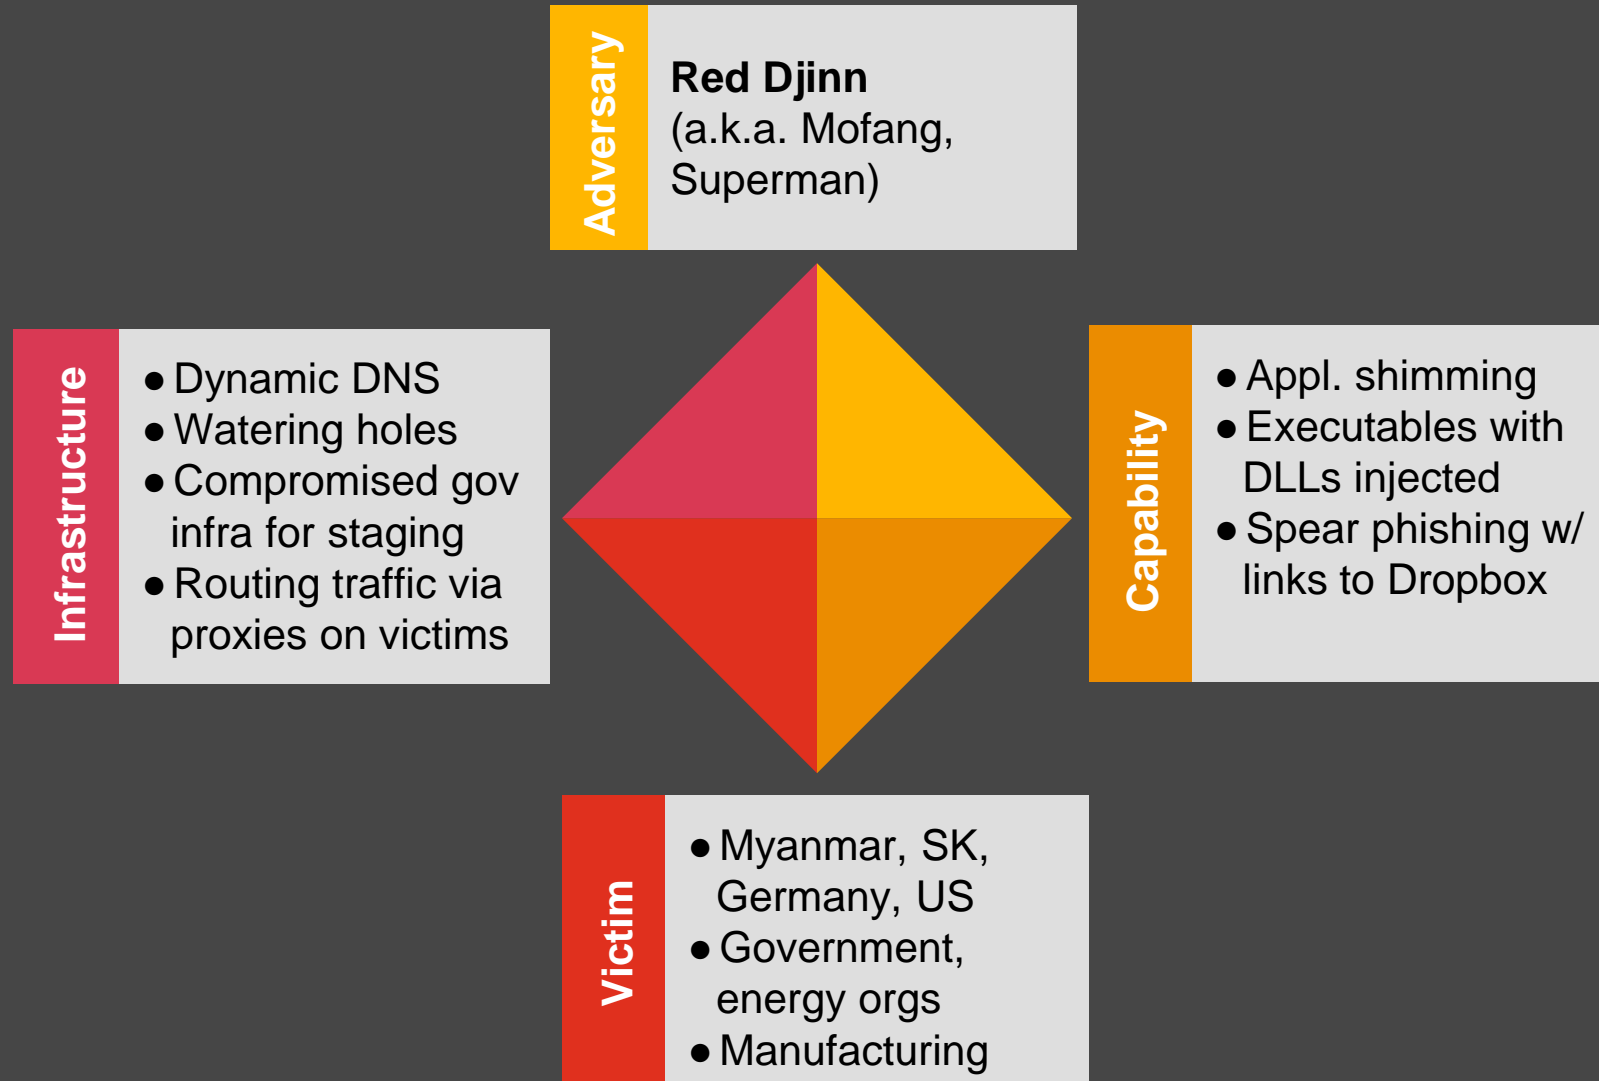 Adversary
Red Djinn
(a.k.a. Mofang,
Superman)
Infrastructure
● Dynamic DNS
● Watering holes
● Compromised gov
infra for staging
● Routing traffic via
proxies on victims
Capability
● Appl. shimming
● Executables with
DLLs injected
● Spear phishing w/
links to Dropbox
Victim
● Myanmar, SK,
Germany, US
● Government,
energy orgs
● Manufacturing